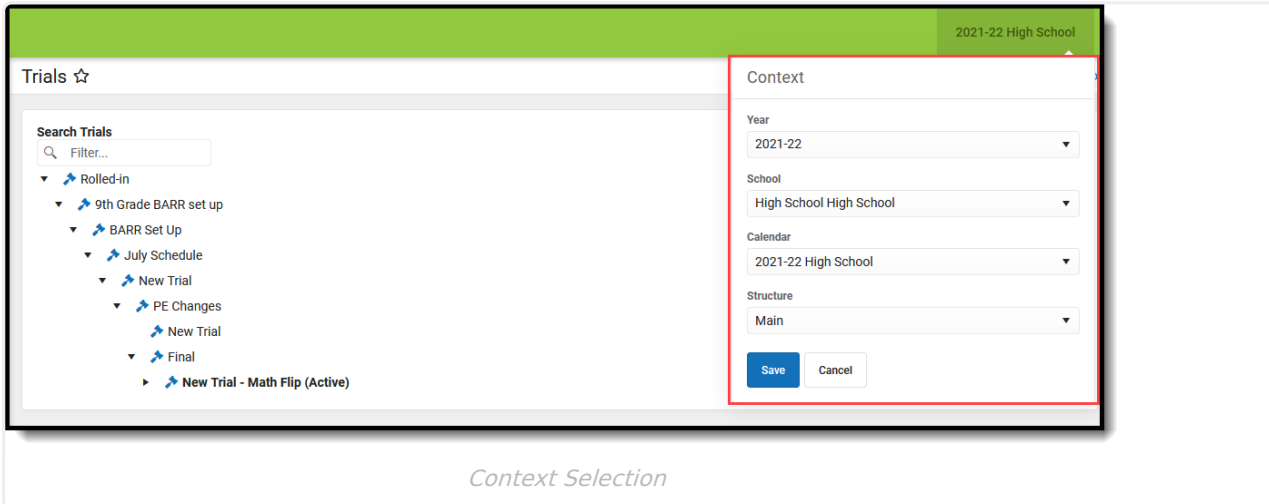 2021-22 High School
Trials
Context
Search Trials
Filter...
Rolled-in
9th Grade BARR set up
BARR Set Up
July Schedule
New Trial
PE Changes
New Trial
Final
New Trial - Math Flip (Active)
Year
2021-22
School
High School High School
Calendar
2021-22 High School
Structure
Main
Save Cancel
Context Selection